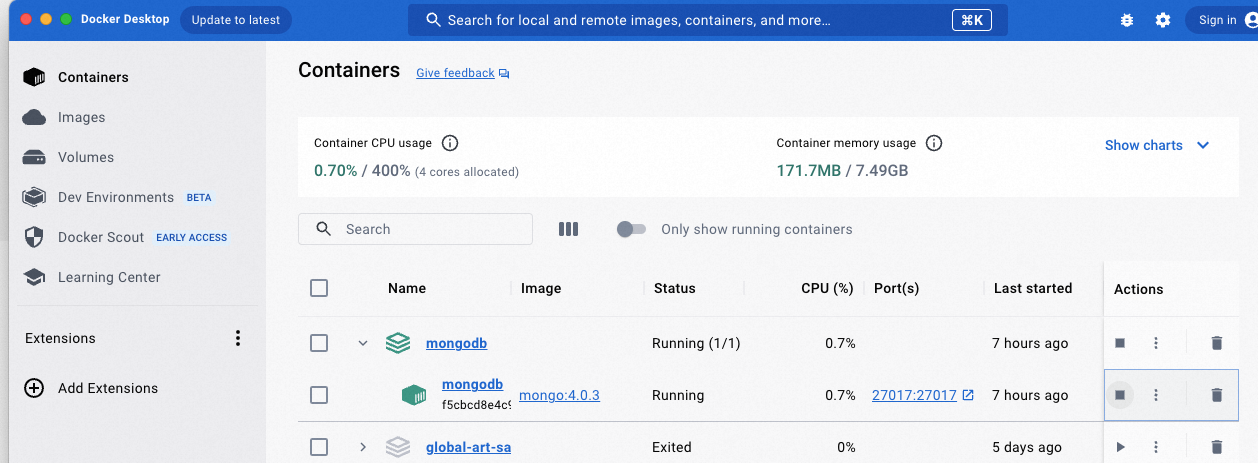 Docker Desktop Update to latest Search for local and remote images, containers, and more... ⌘K Sign in
Containers
Images
Volumes
Dev Environments BETA
Docker Scout EARLY ACCESS
Learning Center
Extensions
Add Extensions
Containers Give feedback
Container CPU usage
0.70% / 400% (4 cores allocated)
Container memory usage
171.7MB / 7.49GB
Show charts
Search
Only show running containers
Name Image Status CPU (%) Port(s) Last started Actions
mongodb Running (1/1) 0.7% 7 hours ago
mongodb mongo:4.0.3 Running 0.7% 27017:27017 7 hours ago
f5cbcd8e4c9
global-art-sa Exited 0% 5 days ago